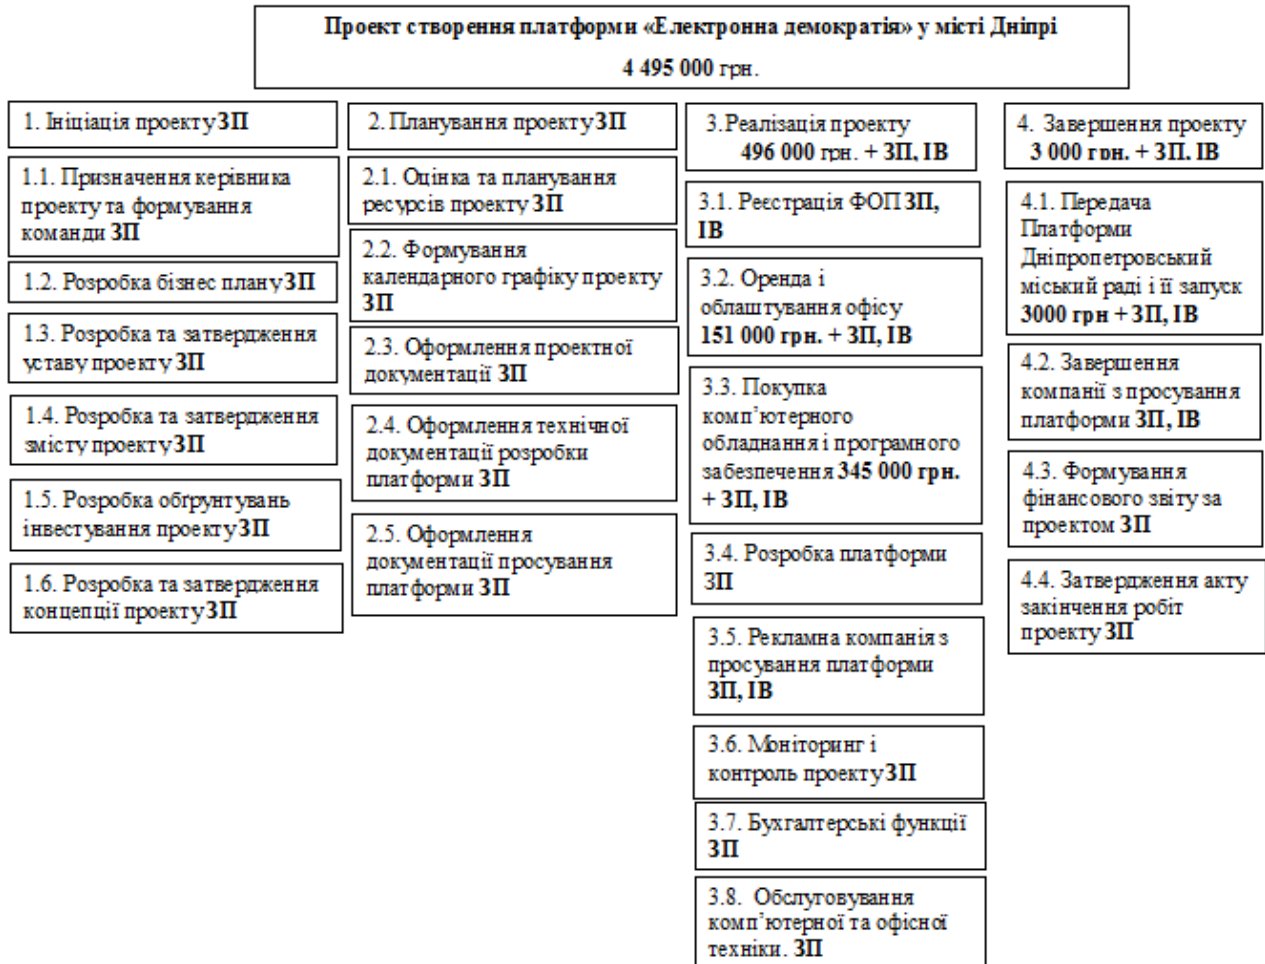 Проект створення платформи «Електронна демократія» у місті Дніпрі
4 495 000 грн.
1. Ініціація проекту ЗП
1.1. Призначення керівника
проекту та формування
команди ЗП
1.2. Розробка бізнес плану ЗП
1.3. Розробка та затвердження
уставу проекту ЗП
1.4. Розробка та затвердження
змісту проекту ЗП
1.5. Розробка обґрунтувань
інвестування проекту ЗП
1.6. Розробка та затвердження
концепції проекту ЗП
2. Планування проекту ЗП
2.1. Оцінка та планування
ресурсів проекту ЗП
2.2. Формування
календарного графіку проекту
ЗП
2.3. Оформлення проектної
документації ЗП
2.4. Оформлення технічної
документації розробки
платформи ЗП
2.5. Оформлення
документації просування
платформи ЗП
3.Реалізація проекту
496 000 грн. + ЗП, ІВ
3.1. Реєстрація ФОП ЗП,
ІВ
3.2. Оренда і
облаштування офісу
151 000 грн. + ЗП, ІВ
3.3. Покупка
комп’ютерного
обладнання і програмного
забезпечення 345 000 грн.
+ ЗП, ІВ
3.4. Розробка платформи
ЗП
3.5. Рекламна компанія з
просування платформи
ЗП, ІВ
3.6. Моніторинг і
контроль проекту ЗП
3.7. Бухгалтерські функції
ЗП
3.8. Обслуговування
комп’ютерної та офісної
техніки. ЗП
4. Завершення проекту
3 000 грн. + ЗП. ІВ
4.1. Передача
Платформи
Дніпропетровський
міський раді і її запуск
3000 грн + ЗП, ІВ
4.2. Завершення
компанії з просування
платформи ЗП, ІВ
4.3. Формування
фінансового звіту за
проектом ЗП
4.4. Затвердження акту
закінчення робіт
проекту ЗП